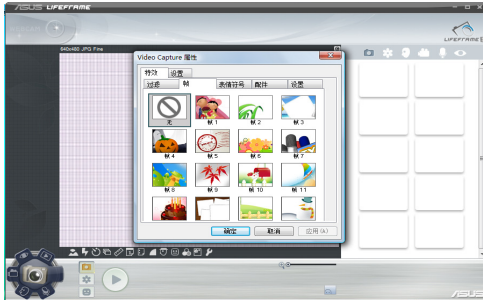 ASUS LIFEFRAME
LIFEFRAME
640x480 JPG Fine
Video Capture 属性
特效 设置
过滤 帧 表情符号 配件 设置
无 帧 1 帧 2 帧 3
帧 4 帧 5 帧 6 帧 7
帧 8 帧 9 帧 10 帧 11
确定 取消 应用(A)
ASUS